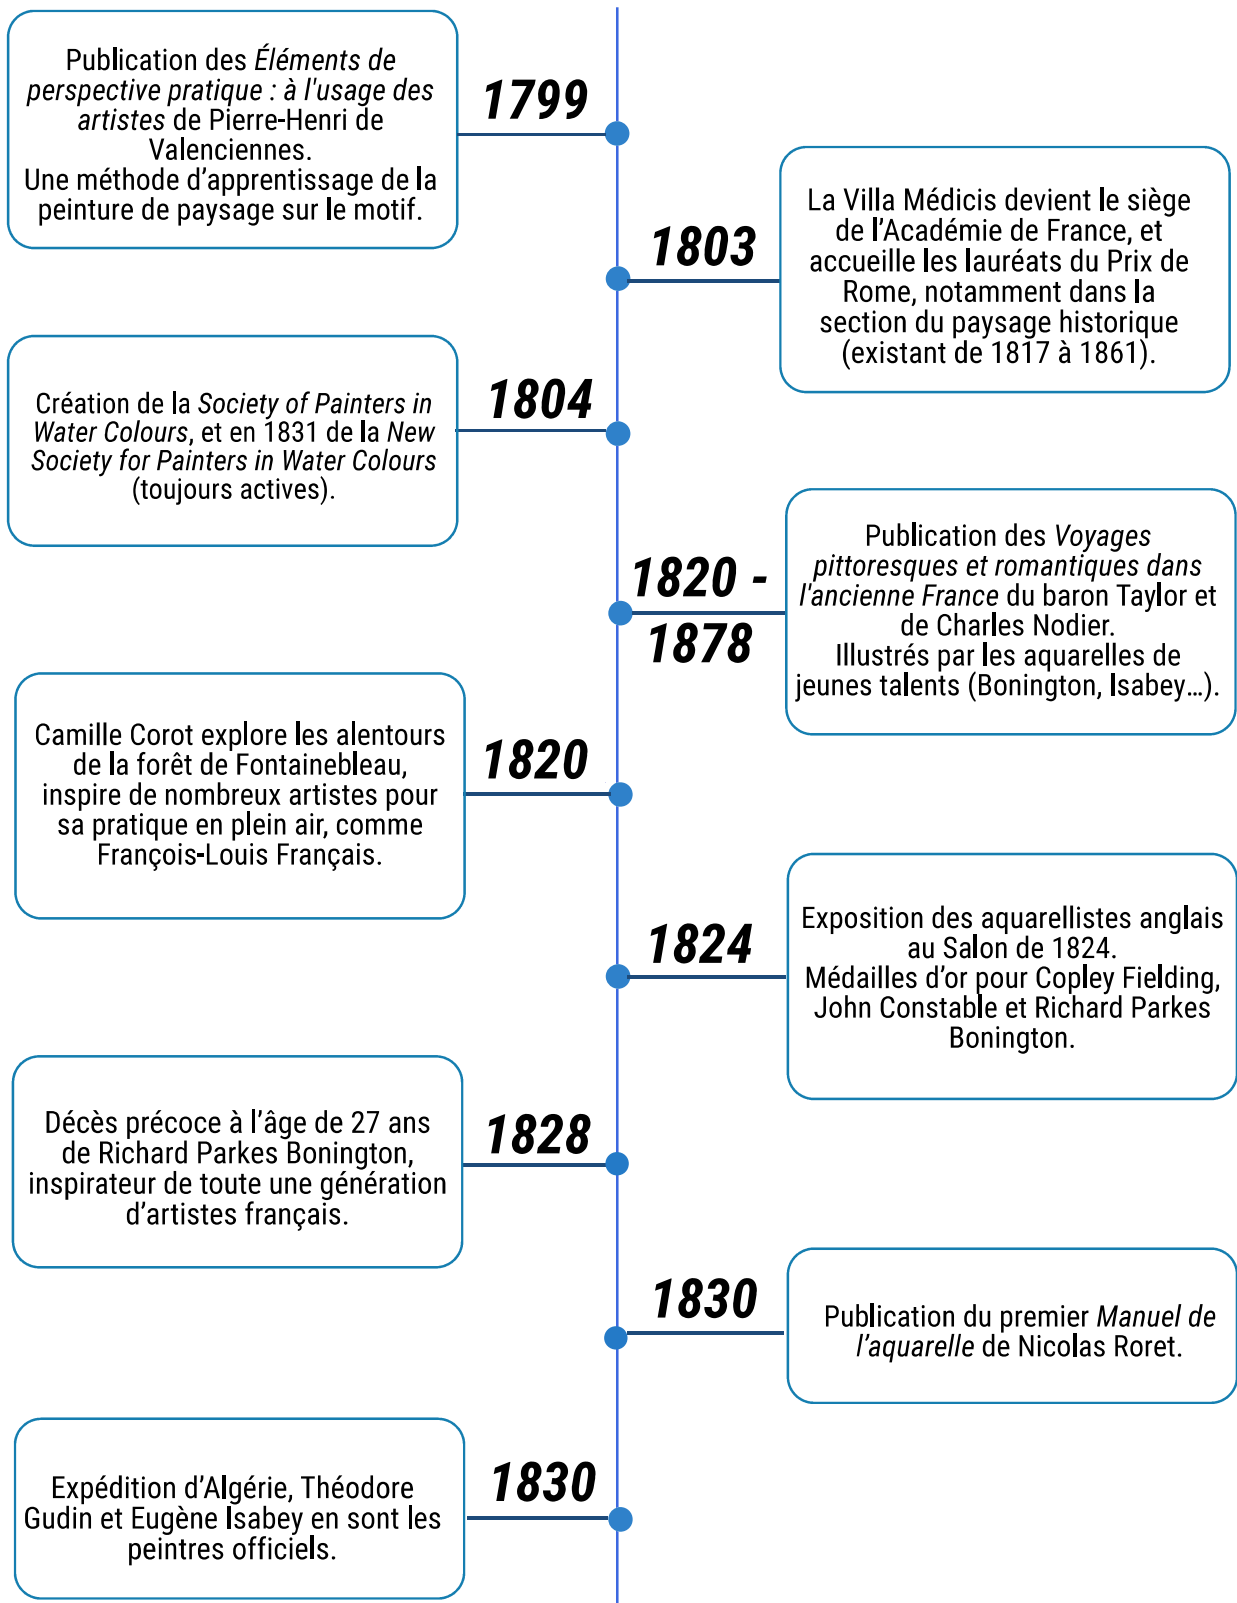 Publication des Éléments de
perspective pratique : à l'usage des
artistes de Pierre-Henri de
Valenciennes.
Une méthode d’apprentissage de la
peinture de paysage sur le motif.
1799
1803
La Villa Médicis devient le siège
de l’Académie de France, et
accueille les lauréats du Prix de
Rome, notamment dans la
section du paysage historique
(existant de 1817 à 1861).
Création de la Society of Painters in
Water Colours, et en 1831 de la New
Society for Painters in Water Colours
(toujours actives).
1804
1820 -
1878
Publication des Voyages
pittoresques et romantiques dans
l'ancienne France du baron Taylor et
de Charles Nodier.
Illustrés par les aquarelles de
jeunes talents (Bonington, Isabey…).
Camille Corot explore les alentours
de la forêt de Fontainebleau,
inspire de nombreux artistes pour
sa pratique en plein air, comme
François-Louis Français.
1820
1824
Exposition des aquarellistes anglais
au Salon de 1824.
Médailles d’or pour Copley Fielding,
John Constable et Richard Parkes
Bonington.
Décès précoce à l’âge de 27 ans
de Richard Parkes Bonington,
inspirateur de toute une génération
d’artistes français.
1828
1830
Publication du premier Manuel de
l’aquarelle de Nicolas Roret.
Expédition d’Algérie, Théodore
Gudin et Eugène Isabey en sont les
peintres officiels.
1830